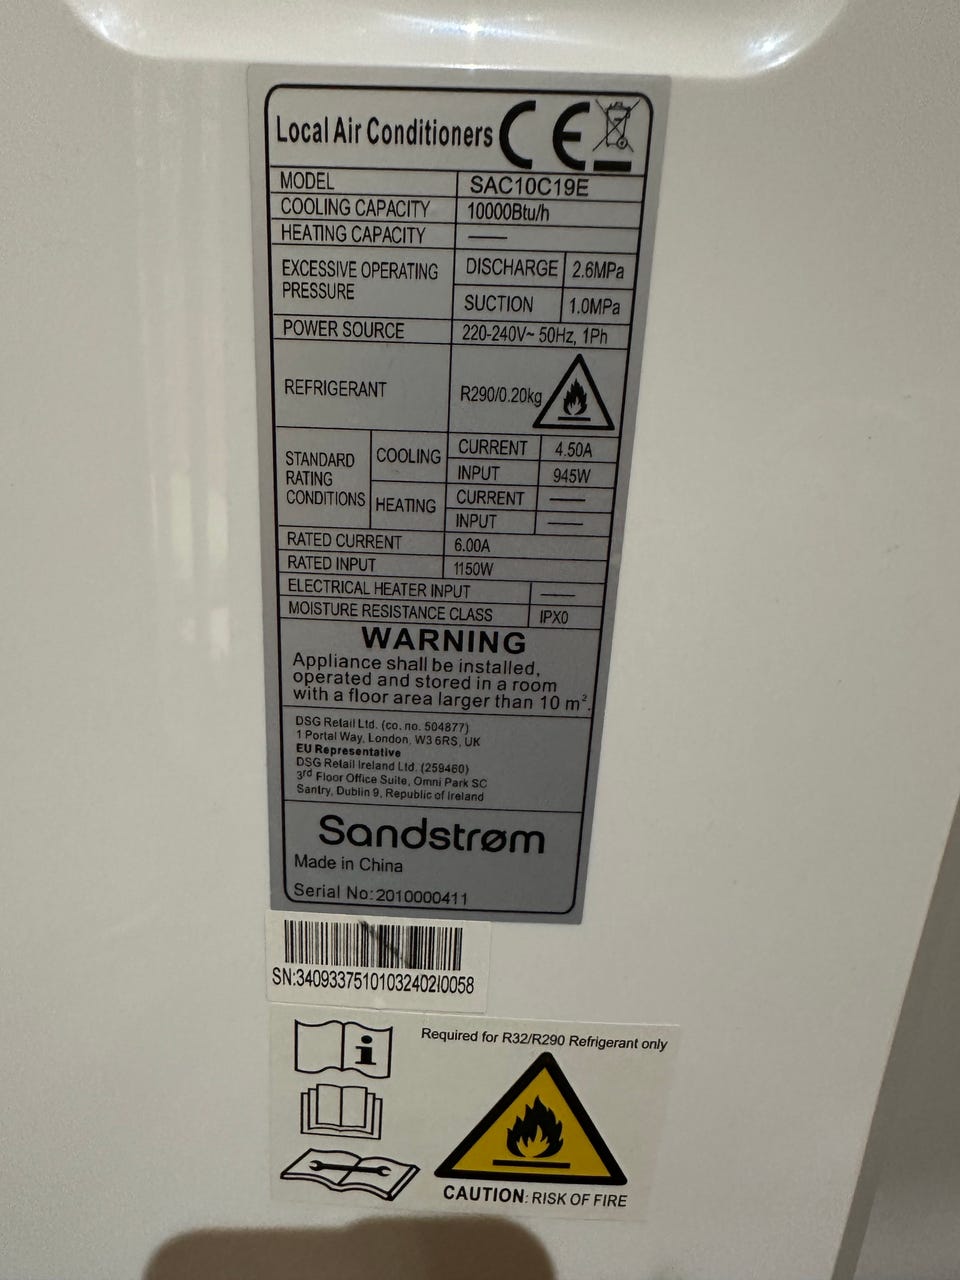 Local Air Conditioners CE
MODEL SAC10C19E
COOLING CAPACITY 10000Btu/h
HEATING CAPACITY ——
EXCESSIVE OPERATING PRESSURE DISCHARGE 2.6MPa
SUCTION 1.0MPa
POWER SOURCE 220-240V~ 50Hz, 1Ph
REFRIGERANT R290/0.20kg
STANDARD RATING CONDITIONS COOLING CURRENT 4.50A
INPUT 945W
HEATING CURRENT ——
INPUT ——
RATED CURRENT 6.00A
RATED INPUT 1150W
ELECTRICAL HEATER INPUT ——
MOISTURE RESISTANCE CLASS IPX0
WARNING
Appliance shall be installed,
operated and stored in a room
with a floor area larger than 10 m².
DSG Retail Ltd. (co. no. 504877)
1 Portal Way, London, W3 6RS, UK
EU Representative
DSG Retail Ireland Ltd. (259460)
3rd Floor Office Suite, Omni Park SC
Santry, Dublin 9, Republic of Ireland
Sandstrøm
Made in China
Serial No:2010000411
SN:3409337510103240210058
Required for R32/R290 Refrigerant only
i
CAUTION: RISK OF FIRE